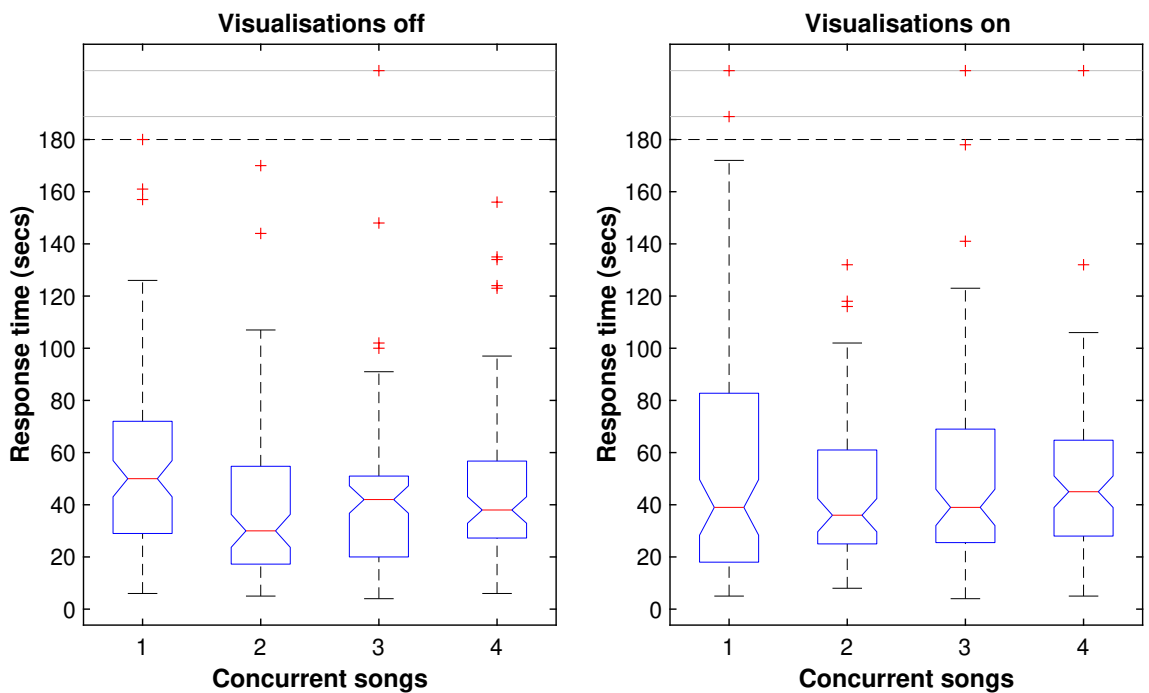 Visualisations off
Response time (secs)
180
160
140
120
100
80
60
40
20
0
1 2 3 4
Concurrent songs
Visualisations on
Response time (secs)
180
160
140
120
100
80
60
40
20
0
1 2 3 4
Concurrent songs